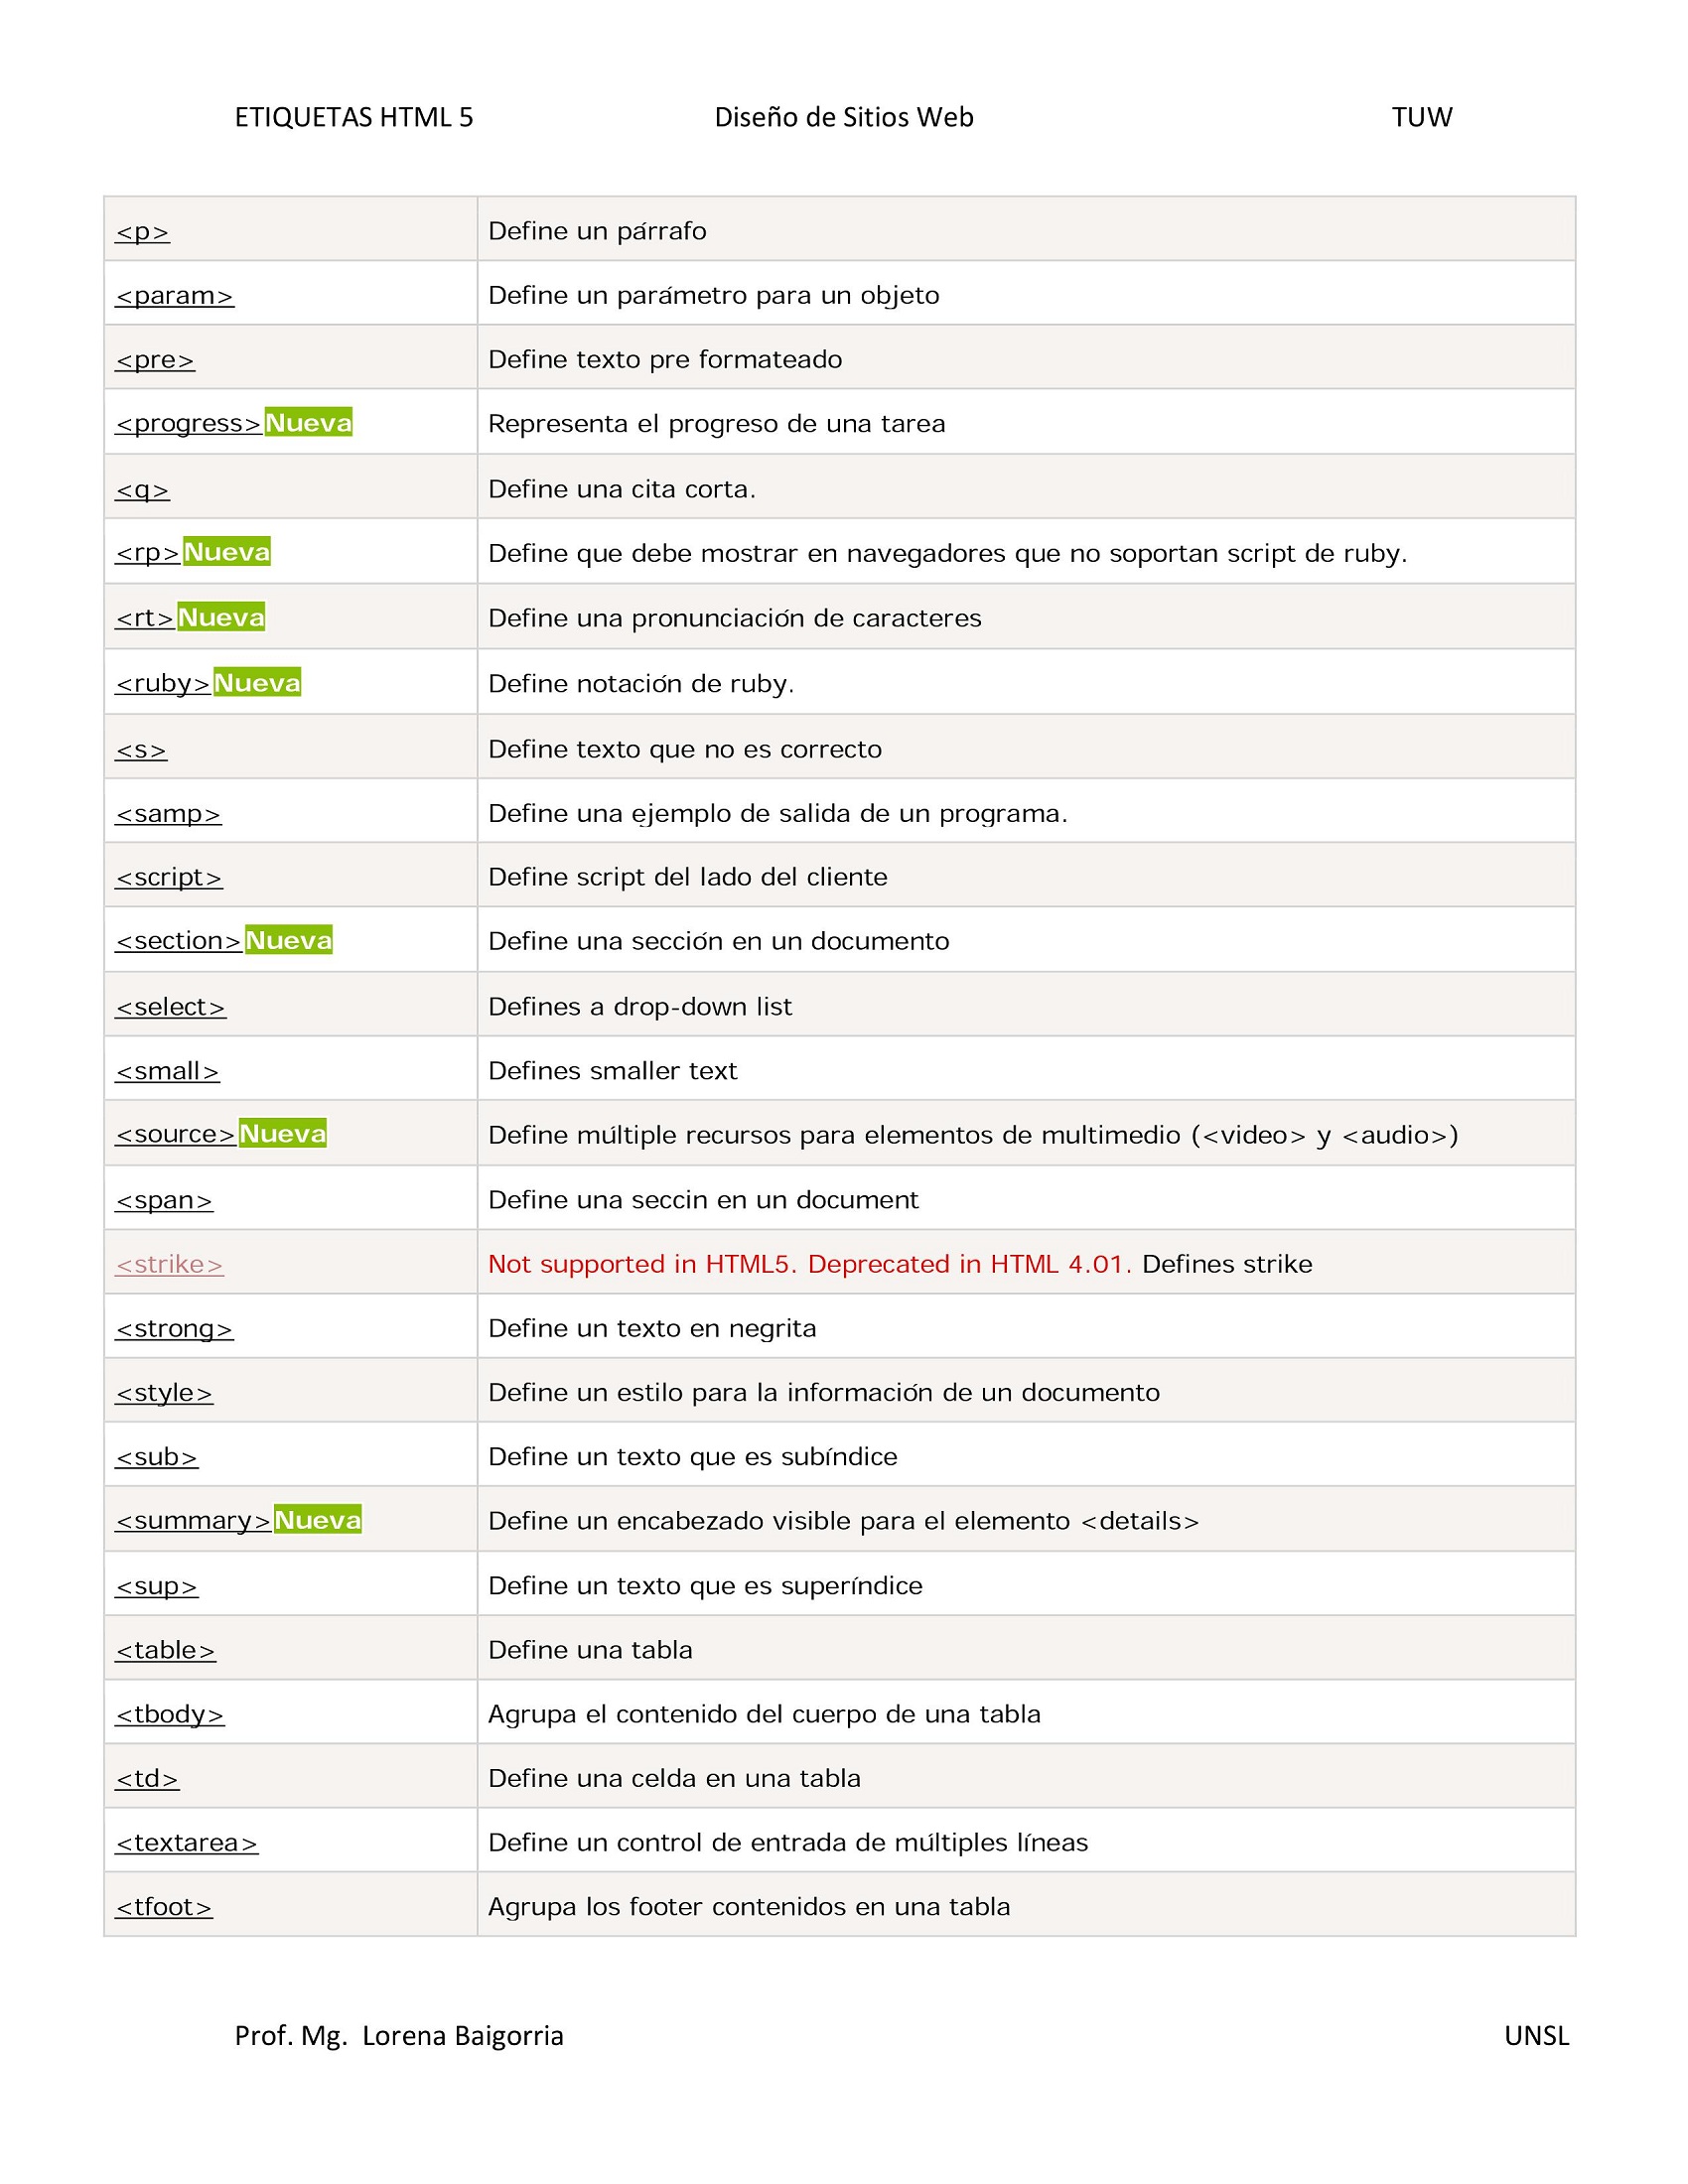 ETIQUETAS HTML 5 Diseño de Sitios Web TUW
<p> Define un párrafo
<param> Define un parámetro para un objeto
<pre> Define texto pre formateado
<progress>Nueva Representa el progreso de una tarea
<q> Define una cita corta.
<rp>Nueva Define que debe mostrar en navegadores que no soportan script de ruby.
<rt>Nueva Define una pronunciación de caracteres
<ruby>Nueva Define notación de ruby.
<s> Define texto que no es correcto
<samp> Define una ejemplo de salida de un programa.
<script> Define script del lado del cliente
<section>Nueva Define una sección en un documento
<select> Defines a drop-down list
<small> Defines smaller text
<source>Nueva Define múltiple recursos para elementos de multimedio (<video> y <audio>)
<span> Define una seccin en un document
<strike> Not supported in HTML5. Deprecated in HTML 4.01. Defines strike
<strong> Define un texto en negrita
<style> Define un estilo para la información de un documento
<sub> Define un texto que es subíndice
<summary>Nueva Define un encabezado visible para el elemento <details>
<sup> Define un texto que es superíndice
<table> Define una tabla
<tbody> Agrupa el contenido del cuerpo de una tabla
<td> Define una celda en una tabla
<textarea> Define un control de entrada de múltiples líneas
<tfoot> Agrupa los footer contenidos en una tabla
Prof. Mg. Lorena Baigorria UNSL